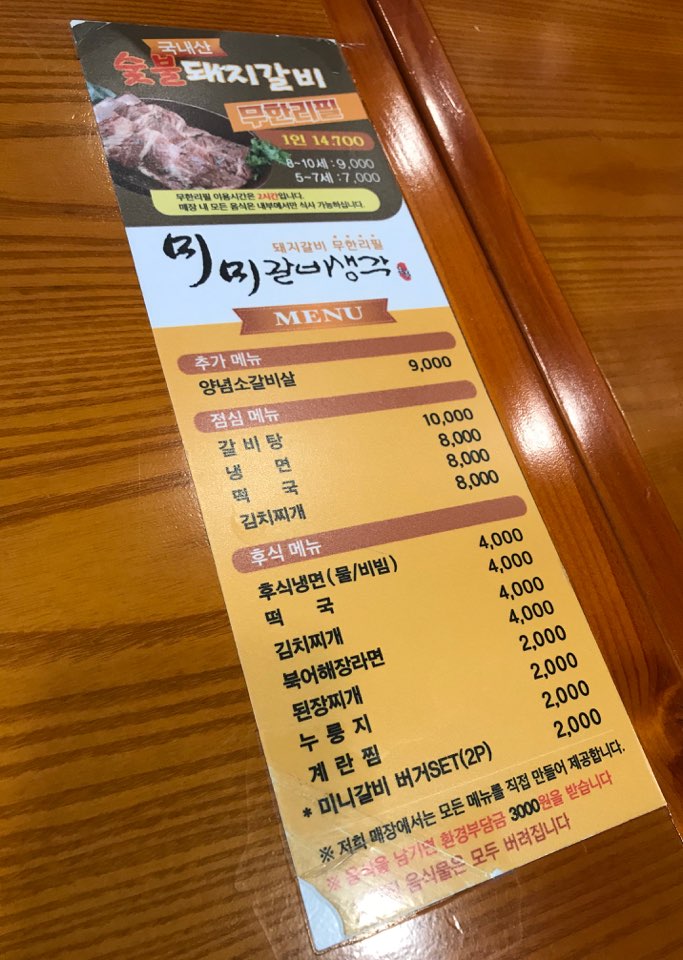 국내산
숯불돼지갈비
무한리필
1인 14,700
8~10세 : 9,000
5~7세 : 7,000
무한리필 이용시간은 2시간입니다.
매장 내 모든 음식은 내부에서만 식사 가능하십니다.
돼지갈비 무한리필
미미갈비생각
MENU
추가 메뉴
양념소갈비살 9,000
점심 메뉴
갈비탕 10,000
냉면 8,000
떡국 8,000
김치찌개 8,000
후식 메뉴
후식냉면(물/비빔) 4,000
떡국 4,000
김치찌개 4,000
북어해장라면 4,000
된장찌개 2,000
누룽지 2,000
계란찜 2,000
* 미니갈비 버거SET(2P) 2,000
※ 저희 매장에서는 모든 메뉴를 직접 만들어 제공합니다.
※ 음식을 남기면 환경부담금 3000원을 받습니다
음식물은 모두 버려집니다